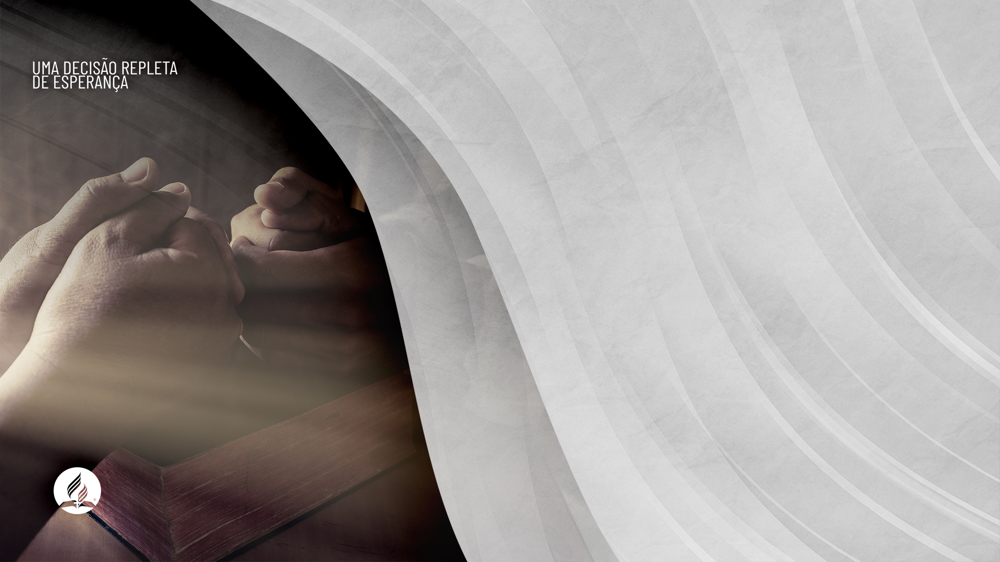 UMA DECISÃO REPLETA
DE ESPERANÇA